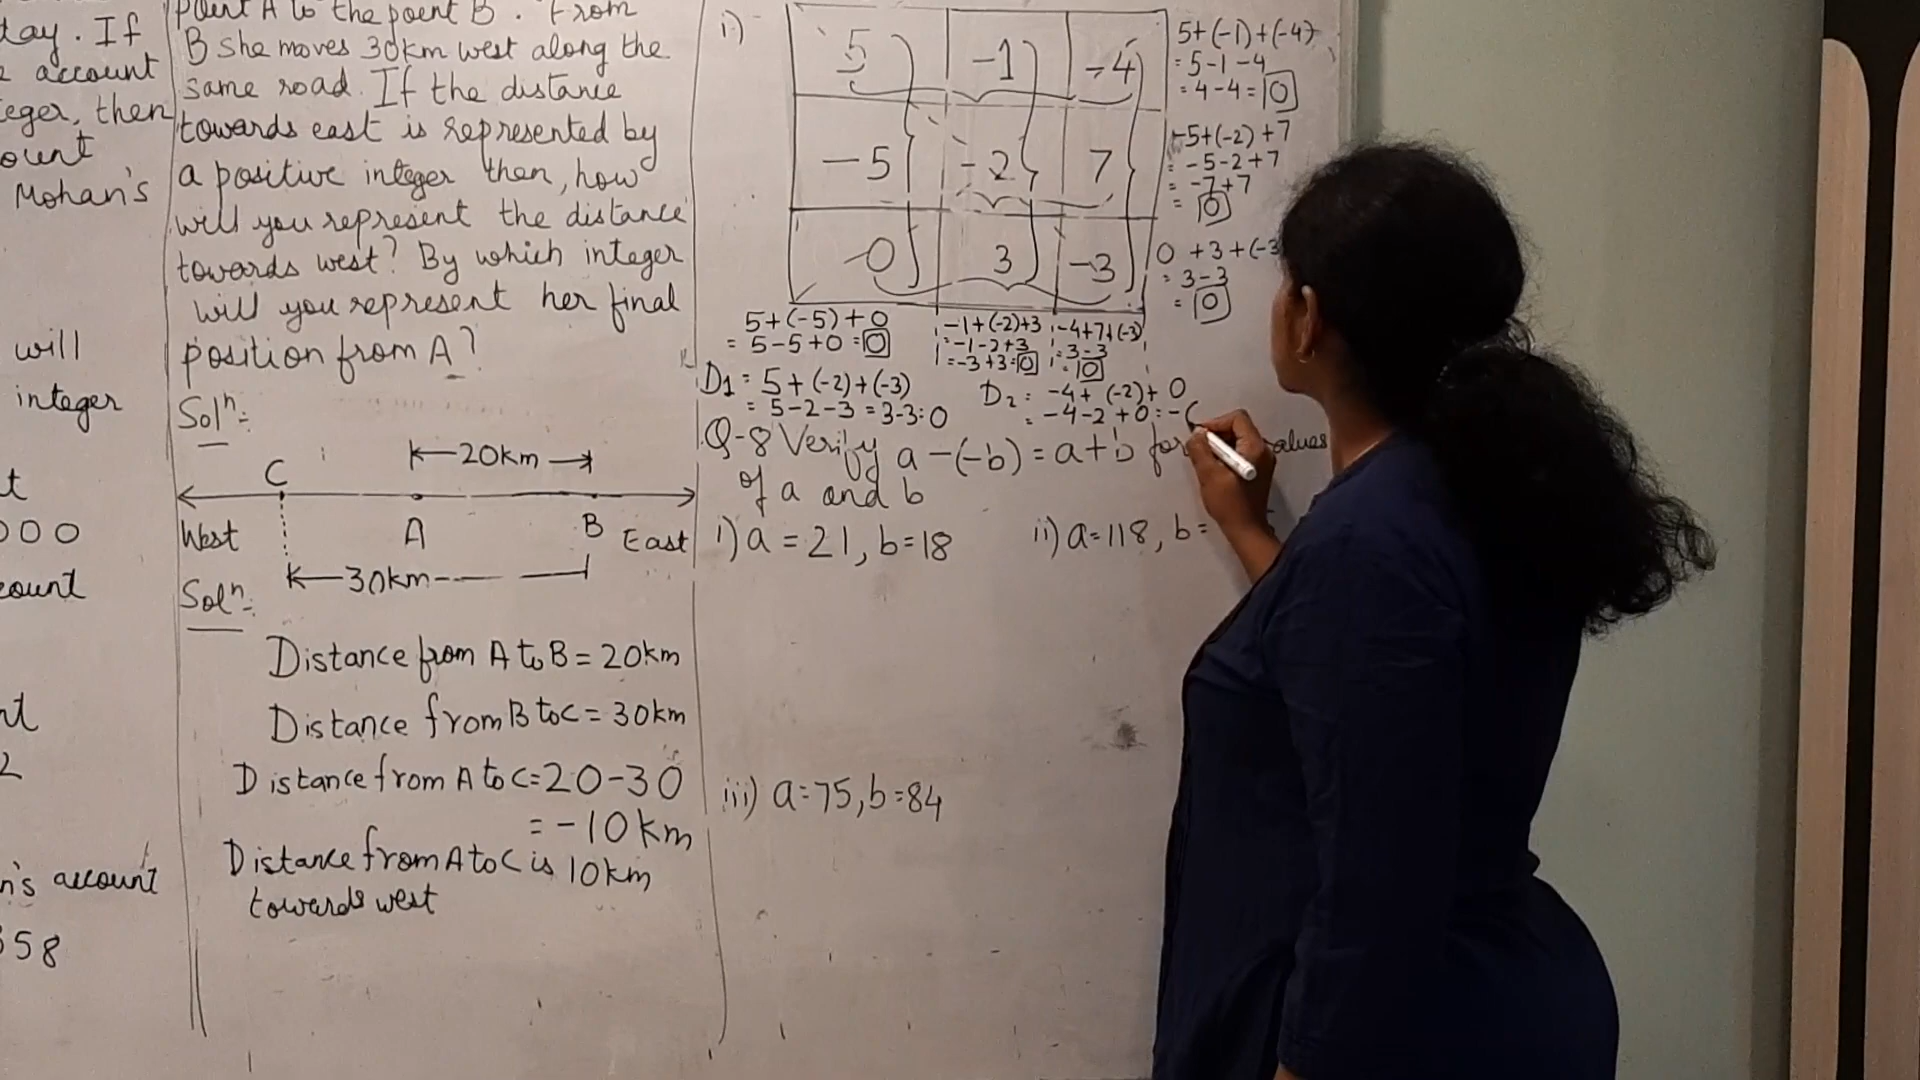 day. If
account
eger, then
ount
Mohan's
will
integer
t
000
count
nt
2
n's account
358
point A to the point B. From
B she moves 30km west along the
same road. If the distance
towards east is represented by
a positive integer then, how
will you represent the distance
towards west? By which integer
will you represent her final
position from A?
Solⁿ:
20km
C
West A B East
30km
Solⁿ:
Distance from A to B = 20km
Distance from B to C = 30km
Distance from A to C = 20-30
= -10km
Distance from A to C is 10km
towards west
i)
5 -1 -4
-5 -2 7
0 3 -3
5+(-1)+(-4)
= 5-1-4
= 4-4=0
-5+(-2)+7
= -5-2+7
= -7+7
= 0
0+3+(-3
= 3-3
= 0
5+(-5)+0
= 5-5+0=0
-1+(-2)+3
= -1-2+3
= -3+3=0
-4+7+(-3)
= 3-3
= 0
D1 = 5+(-2)+(-3)
= 5-2-3=3-3=0
D2 = -4+(-2)+0
= -4-2+0=-
Q-8 Verify a-(-b)=a+b for alues
of a and b
i) a=21, b=18
ii) a=118, b=
iii) a=75, b=84